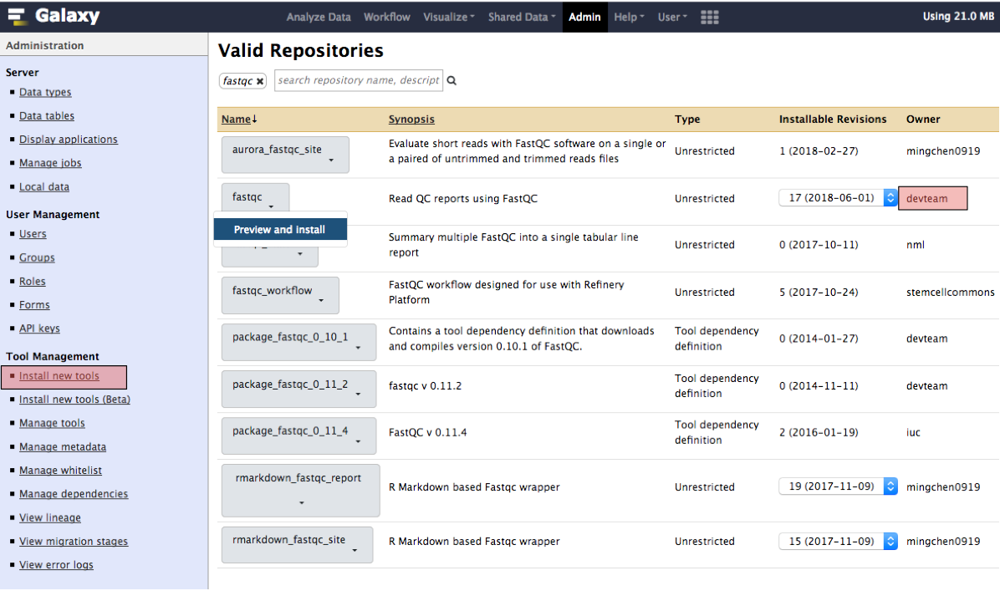 Galaxy
Analyze Data Workflow Visualize Shared Data Admin Help User Using 21.0 MB
Administration
Server
Data types
Data tables
Display applications
Manage jobs
Local data
User Management
Users
Groups
Roles
Forms
API keys
Tool Management
Install new tools
Install new tools (Beta)
Manage tools
Manage metadata
Manage whitelist
Manage dependencies
View lineage
View migration stages
View error logs
Valid Repositories
fastqc ✖ search repository name, descript
Name↓ Synopsis Type Installable Revisions Owner
aurora_fastqc_site Evaluate short reads with FastQC software on a single or Unrestricted 1 (2018-02-27) mingchen0919
a paired of untrimmed and trimmed reads files
fastqc Read QC reports using FastQC Unrestricted 17 (2018-06-01) devteam
Preview and Install
Summary multiple FastQC into a single tabular line Unrestricted 0 (2017-10-11) nml
report
fastqc_workflow FastQC workflow designed for use with Refinery Unrestricted 5 (2017-10-24) stemcellcommons
Platform
package_fastqc_0_10_1 Contains a tool dependency definition that downloads Tool dependency 0 (2014-01-27) devteam
and compiles version 0.10.1 of FastQC. definition
package_fastqc_0_11_2 fastqc v 0.11.2 Tool dependency 0 (2014-11-11) devteam
definition
package_fastqc_0_11_4 FastQC v 0.11.4 Tool dependency 2 (2016-01-19) iuc
definition
rmarkdown_fastqc_report R Markdown based Fastqc wrapper Unrestricted 19 (2017-11-09) mingchen0919
rmarkdown_fastqc_site R Markdown based Fastqc wrapper Unrestricted 15 (2017-11-09) mingchen0919